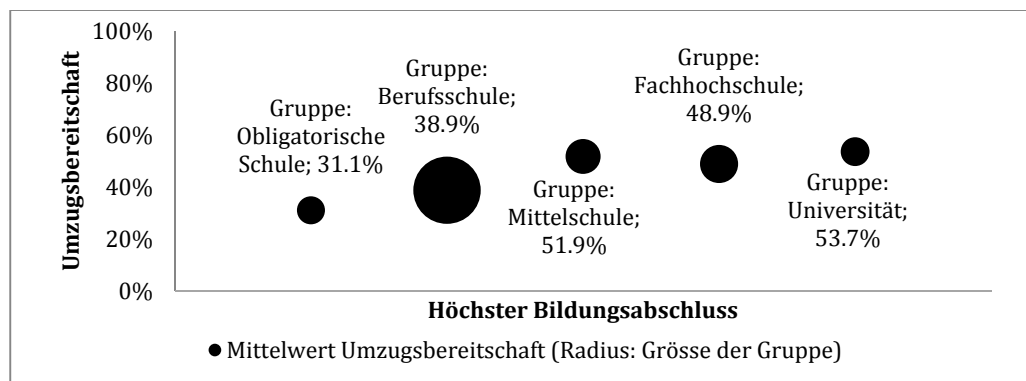 100%
80%
60%
40%
20%
0%
Umzugsbereitschaft
Gruppe:
Obligatorische
Schule; 31.1%
Gruppe:
Berufsschule;
38.9%
Gruppe:
Mittelschule;
51.9%
Gruppe:
Fachhochschule;
48.9%
Gruppe:
Universität;
53.7%
Höchster Bildungsabschluss
Mittelwert Umzugsbereitschaft (Radius: Grösse der Gruppe)